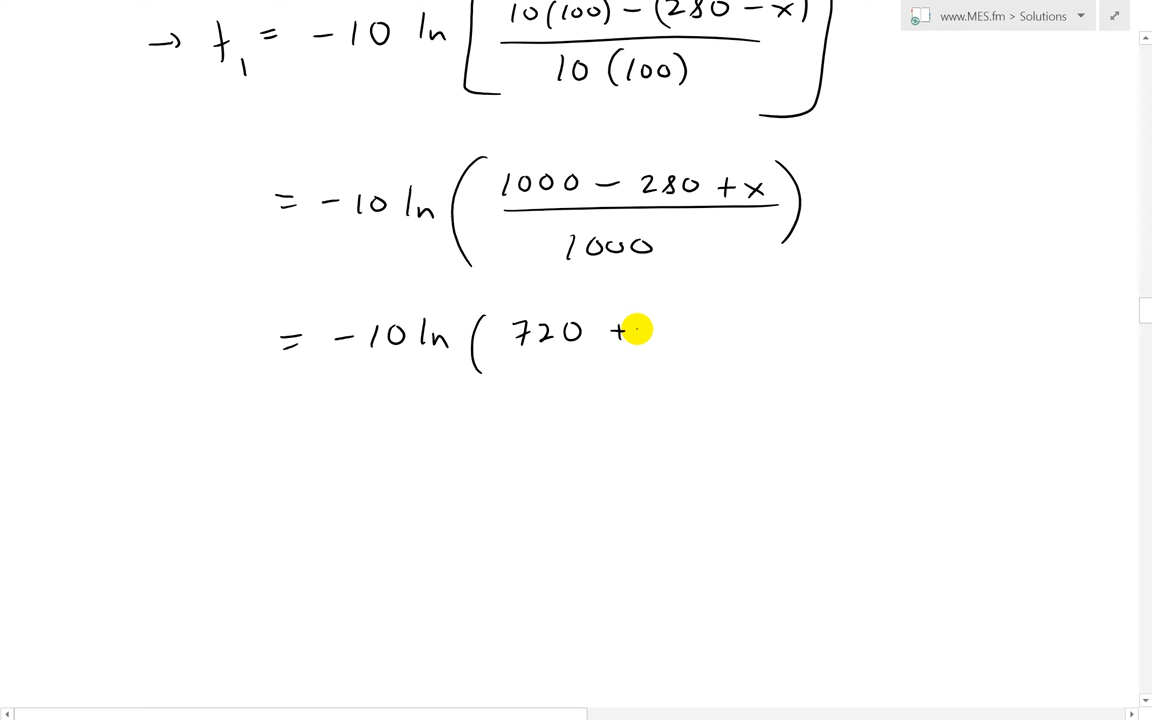 www.MES.fm > Solutions
→ t₁ = -10 ln [ (10(100) - (280 - x)) / (10 (100)) ]
= -10 ln ( (1000 - 280 + x) / 1000 )
= -10 ln ( 720 +